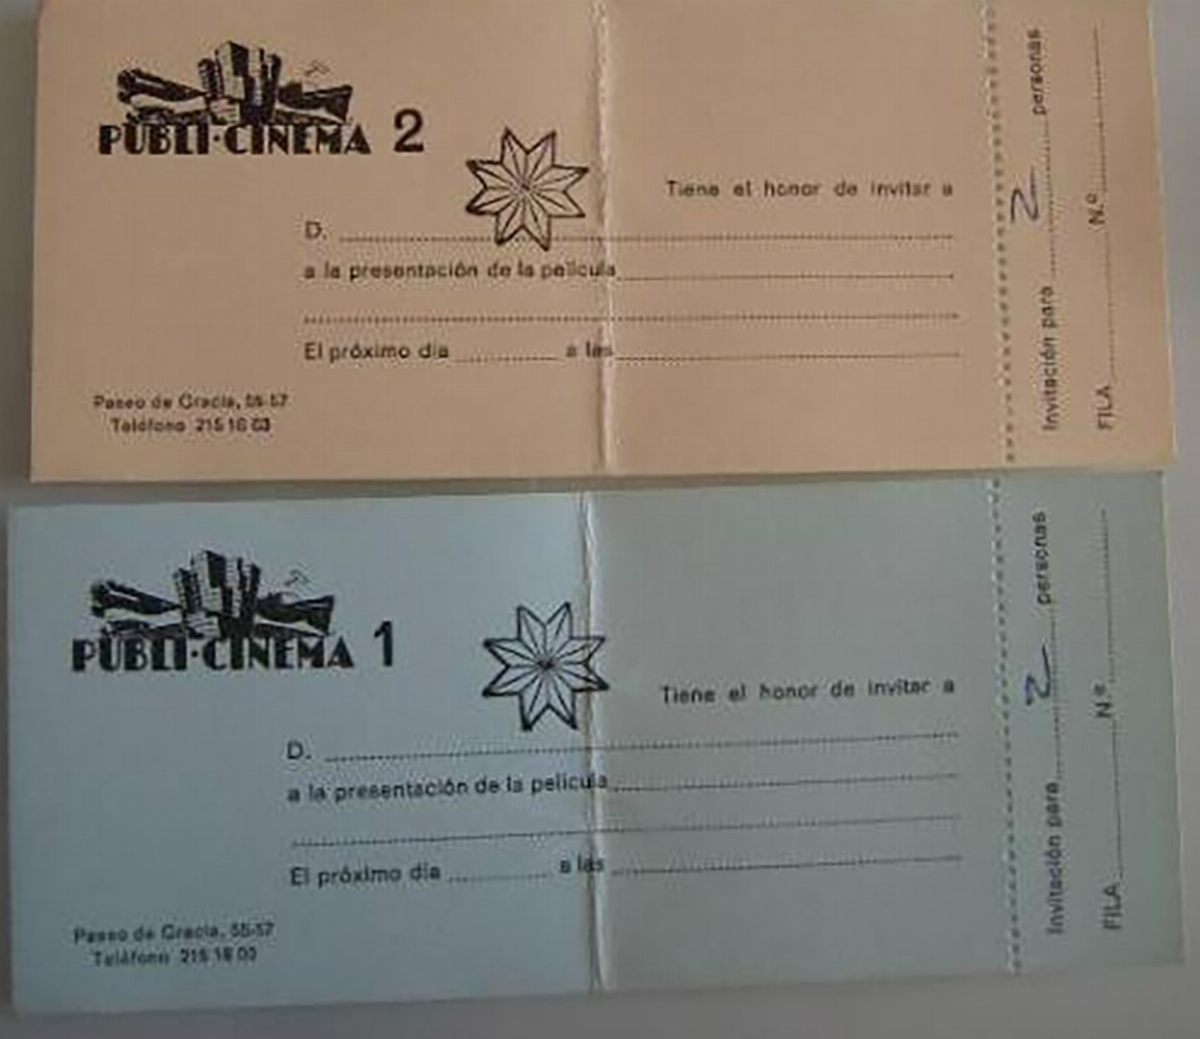 PUBLI·CINEMA 2
Tiene el honor de invitar a
D.
a la presentación de la película
El próximo día a las
Paseo de Gracia, 55-57
Teléfono 215 18 03
Invitación para 2 personas
FILA N.º
PUBLI·CINEMA 1
Tiene el honor de invitar a
D.
a la presentación de la película
El próximo día a las
Paseo de Gracia, 55-57
Teléfono 215 18 03
Invitación para 2 personas
FILA N.º